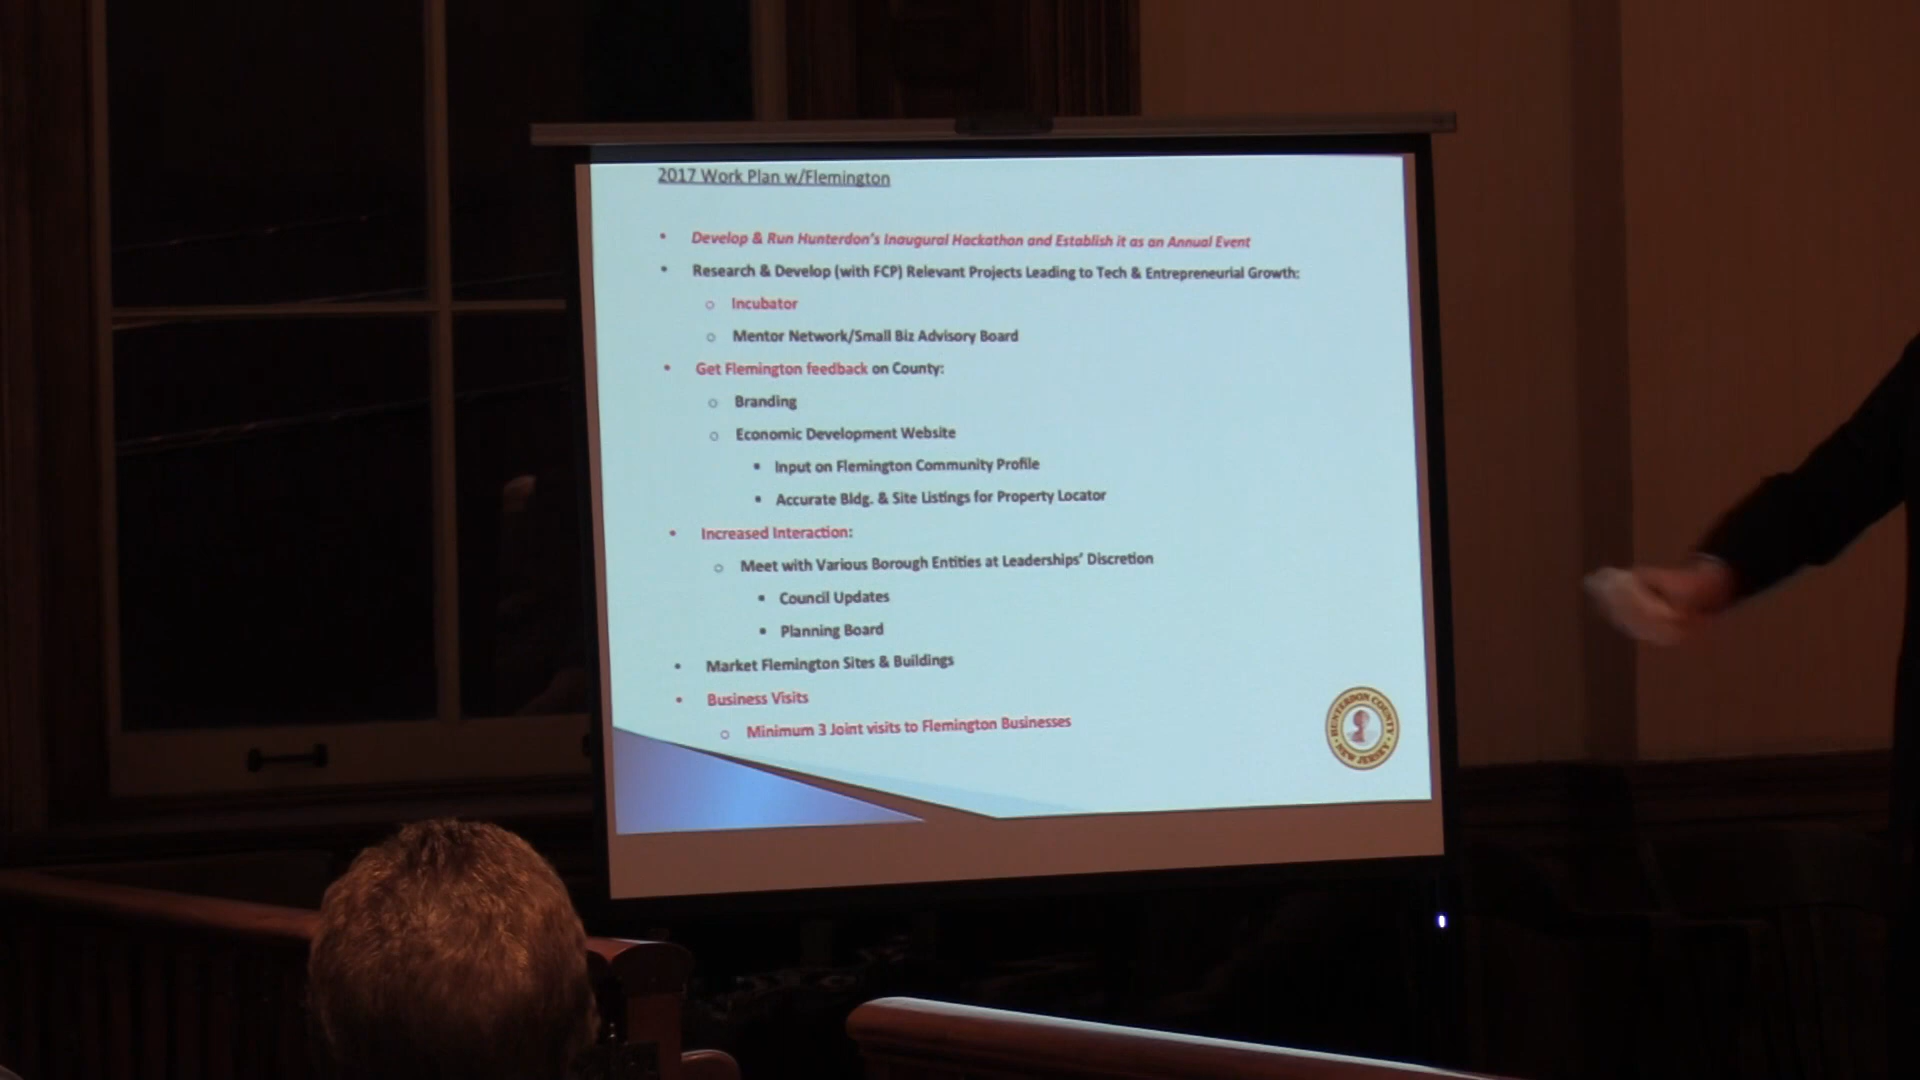 2017 Work Plan w/Flemington
• Develop & Run Hunterdon's Inaugural Hackathon and Establish it as an Annual Event
• Research & Develop (with FCP) Relevant Projects Leading to Tech & Entrepreneurial Growth:
o Incubator
o Mentor Network/Small Biz Advisory Board
• Get Flemington feedback on County:
o Branding
o Economic Development Website
▪ Input on Flemington Community Profile
▪ Accurate Bldg. & Site Listings for Property Locator
• Increased Interaction:
o Meet with Various Borough Entities at Leaderships' Discretion
▪ Council Updates
▪ Planning Board
• Market Flemington Sites & Buildings
• Business Visits
o Minimum 3 Joint visits to Flemington Businesses
HUNTERDON COUNTY
NEW JERSEY